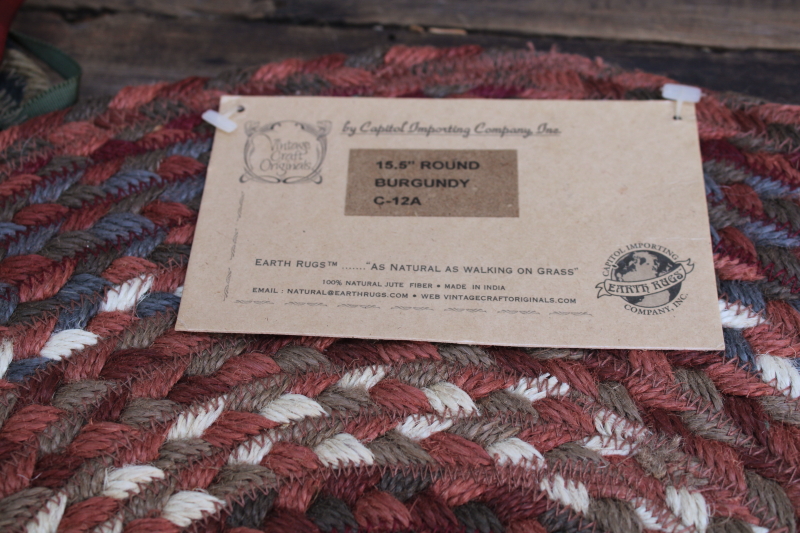 Vintage
Craft
Originals
by Capitol Importing Company, Inc.
15.5" ROUND
BURGUNDY
C-12A
EARTH RUGS™ ......."AS NATURAL AS WALKING ON GRASS"
100% NATURAL JUTE FIBER • MADE IN INDIA
EMAIL : NATURAL@EARTHRUGS.COM • WEB VINTAGECRAFTORIGINALS.COM
CAPITOL IMPORTING
EARTH RUGS
COMPANY, INC.